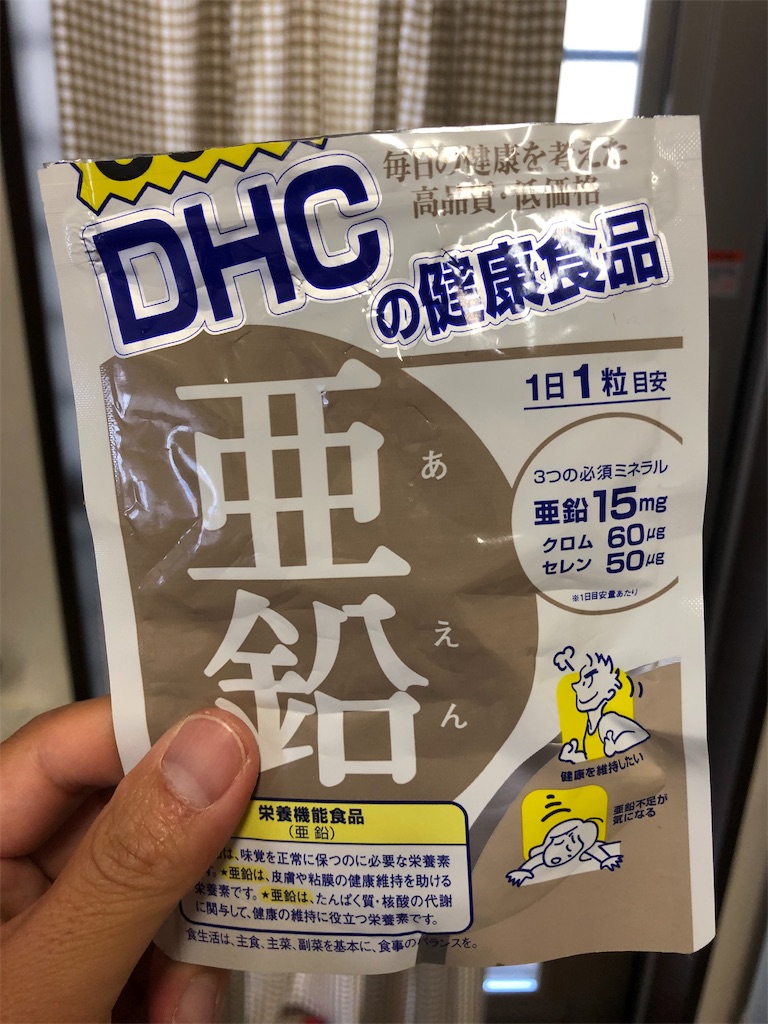 毎日の健康を考えた
高品質・低価格
DHC
の健康食品
1日1粒目安
亜鉛
あえん
3つの必須ミネラル
亜鉛15mg
クロム 60μg
セレン 50μg
※1日目安量あたり
健康を維持したい
亜鉛不足が
気になる
栄養機能食品
（亜鉛）
は、味覚を正常に保つのに必要な栄養素
す。★亜鉛は、皮膚や粘膜の健康維持を助ける
栄養素です。★亜鉛は、たんぱく質・核酸の代謝
に関与して、健康の維持に役立つ栄養素です。
食生活は、主食、主菜、副菜を基本に、食事のバランスを。